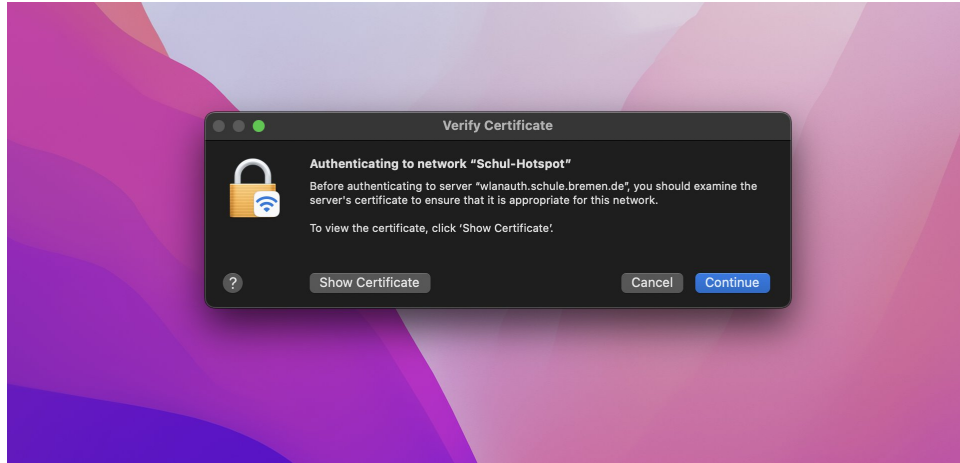 Verify Certificate
Authenticating to network “Schul-Hotspot”
Before authenticating to server “wlanauth.schule.bremen.de”, you should examine the
server's certificate to ensure that it is appropriate for this network.
To view the certificate, click ‘Show Certificate’.
?
Show Certificate
Cancel
Continue